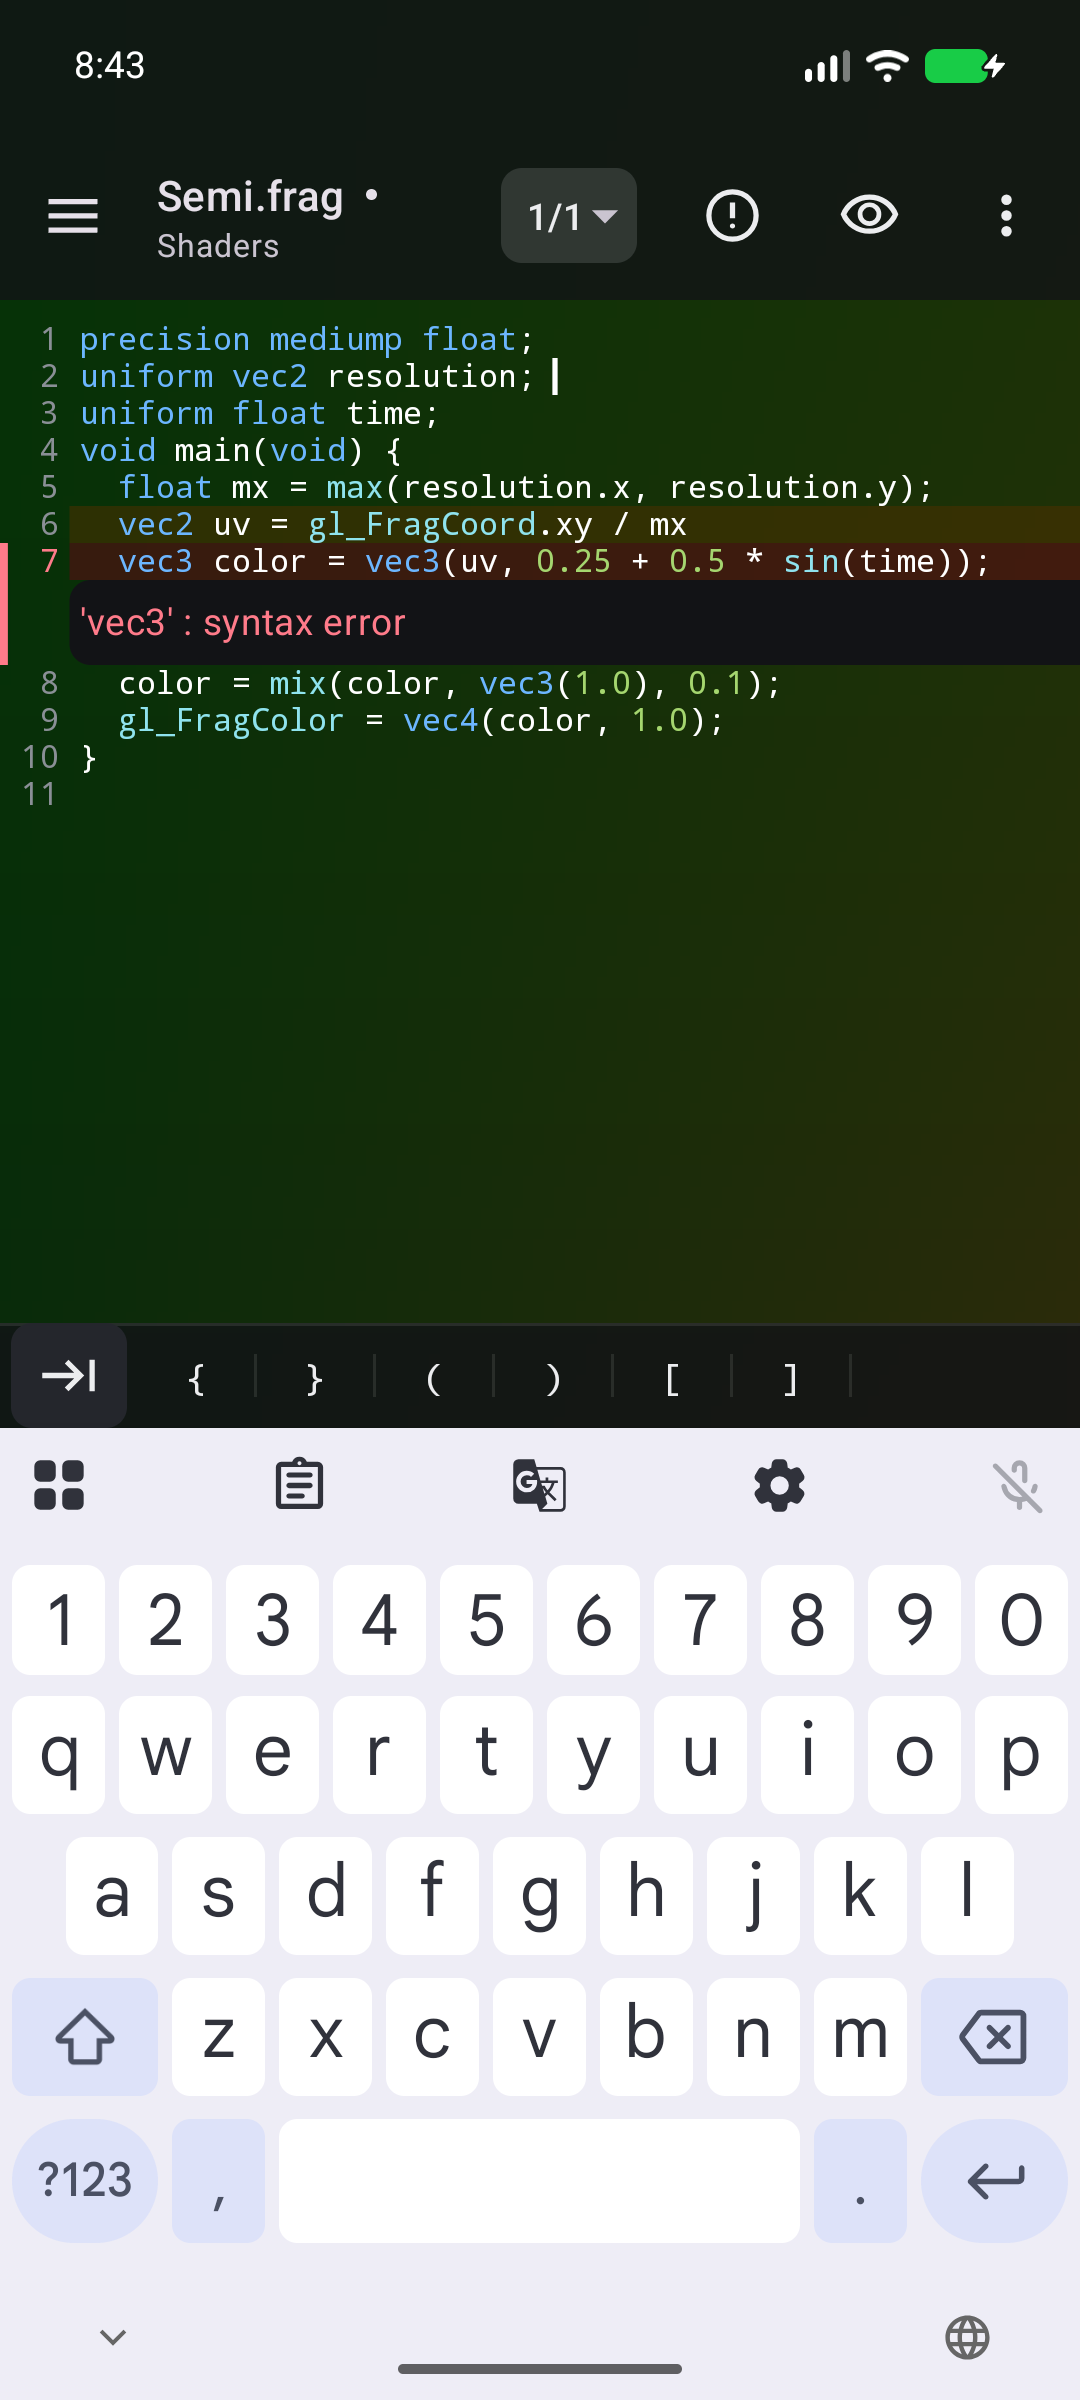 8:43
Semi.frag •
Shaders
1/1
1 precision mediump float;
2 uniform vec2 resolution;
3 uniform float time;
4 void main(void) {
5   float mx = max(resolution.x, resolution.y);
6   vec2 uv = gl_FragCoord.xy / mx
7   vec3 color = vec3(uv, 0.25 + 0.5 * sin(time));
'vec3' : syntax error
8   color = mix(color, vec3(1.0), 0.1);
9   gl_FragColor = vec4(color, 1.0);
10 }
11
{ } ( ) [ ]
1 2 3 4 5 6 7 8 9 0
q w e r t y u i o p
a s d f g h j k l
z x c v b n m
?123 , .